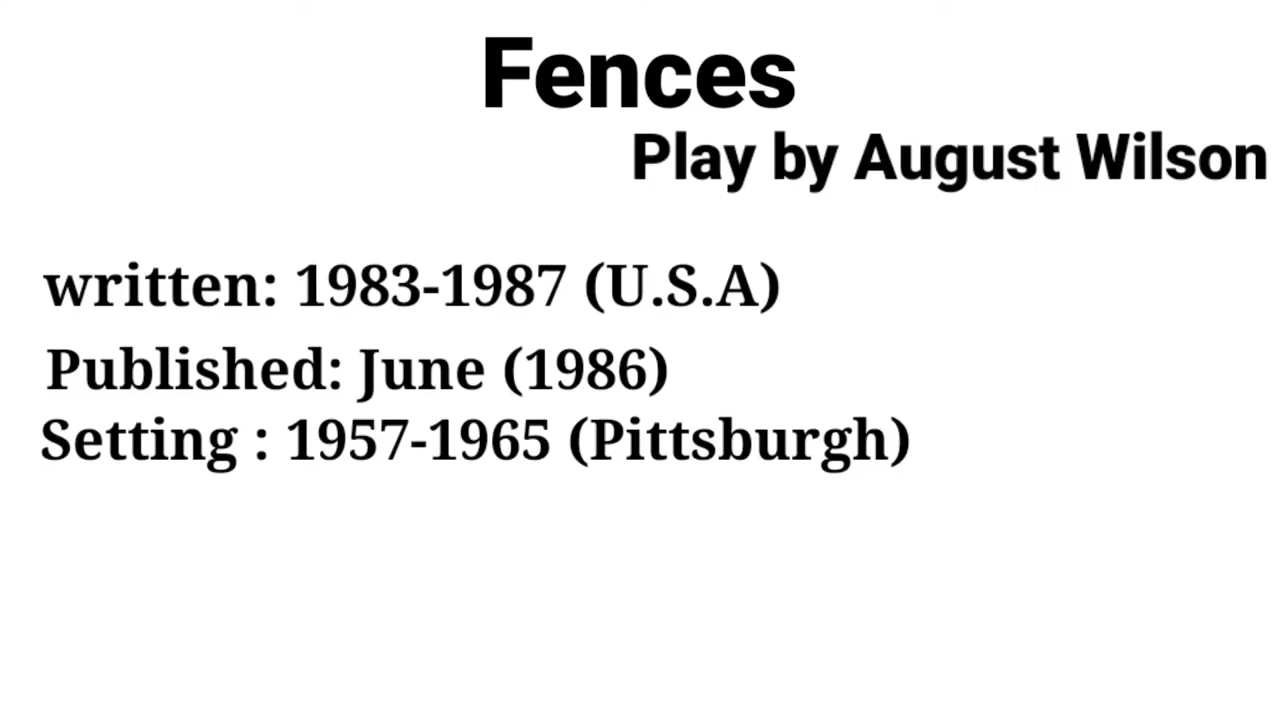 Fences
Play by August Wilson
written: 1983-1987 (U.S.A)
Published: June (1986)
Setting : 1957-1965 (Pittsburgh)